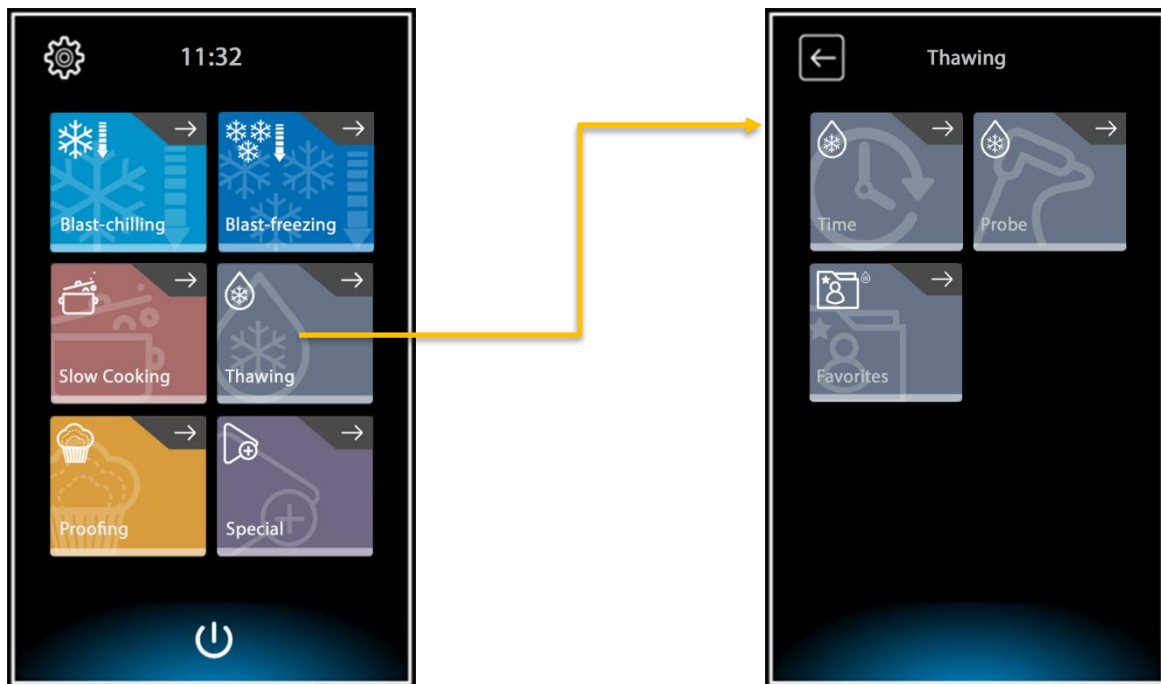 11:32
Blast-chilling
Blast-freezing
Slow Cooking
Thawing
Proofing
Special
Thawing
Time
Probe
Favorites